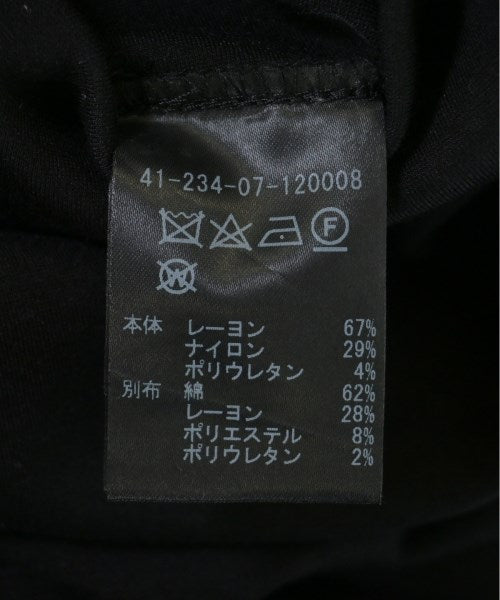 41-234-07-120008
F
W
本体 レーヨン 67%
ナイロン 29%
ポリウレタン 4%
別布 綿 62%
レーヨン 28%
ポリエステル 8%
ポリウレタン 2%